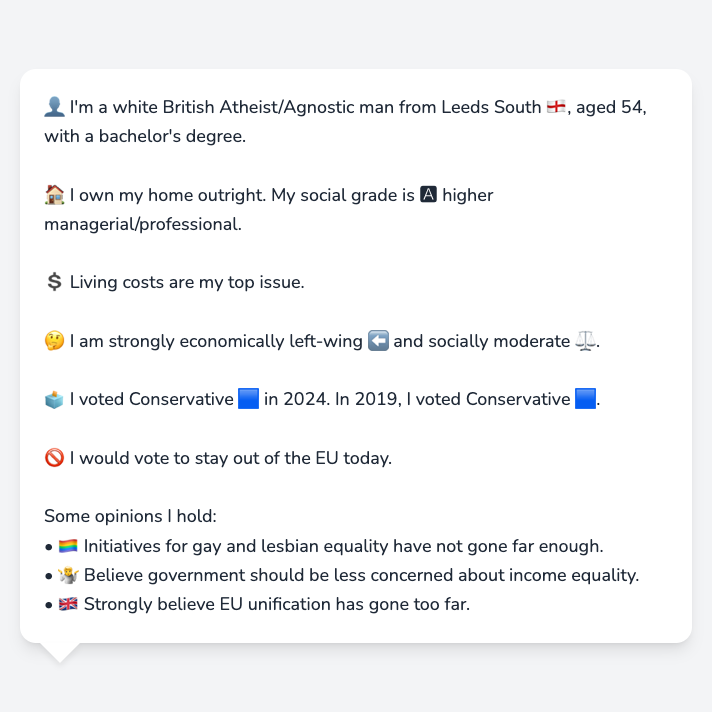 👤 I'm a white British Atheist/Agnostic man from Leeds South 🏴󠁧󠁢󠁥󠁮󠁧󠁿, aged 54,
with a bachelor's degree.
🏠 I own my home outright. My social grade is 🅰 higher
managerial/professional.
💲 Living costs are my top issue.
🤔 I am strongly economically left-wing ⬅️ and socially moderate ⚖️.
🗳️ I voted Conservative 🟦 in 2024. In 2019, I voted Conservative 🟦.
🚫 I would vote to stay out of the EU today.
Some opinions I hold:
• 🏳️‍🌈 Initiatives for gay and lesbian equality have not gone far enough.
• 🤷 Believe government should be less concerned about income equality.
• 🇬🇧 Strongly believe EU unification has gone too far.